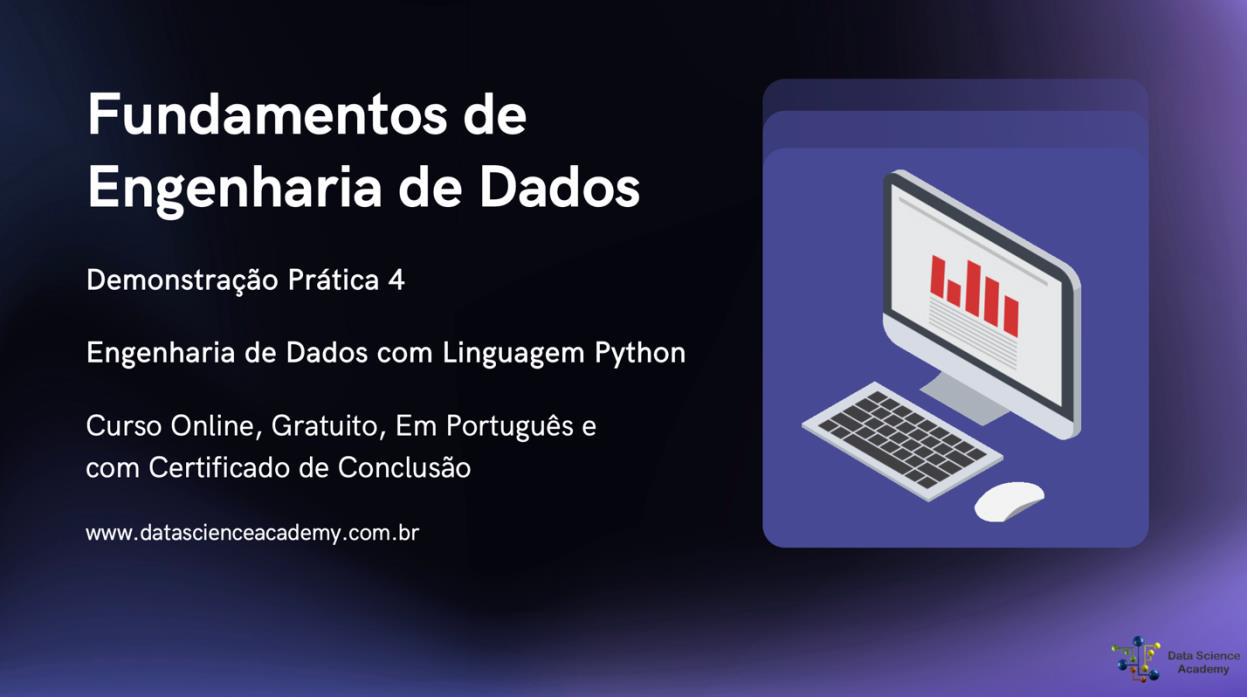 Fundamentos de
Engenharia de Dados
Demonstração Prática 4
Engenharia de Dados com Linguagem Python
Curso Online, Gratuito, Em Português e
com Certificado de Conclusão
www.datascienceacademy.com.br
Data Science
Academy